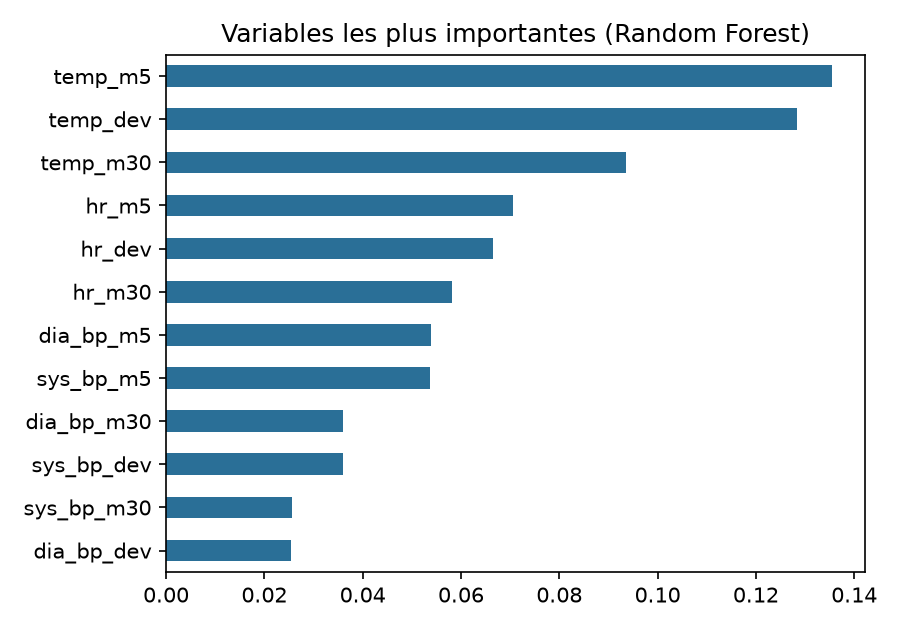 Variables les plus importantes (Random Forest)
temp_m5
temp_dev
temp_m30
hr_m5
hr_dev
hr_m30
dia_bp_m5
sys_bp_m5
dia_bp_m30
sys_bp_dev
sys_bp_m30
dia_bp_dev
0.00 0.02 0.04 0.06 0.08 0.10 0.12 0.14